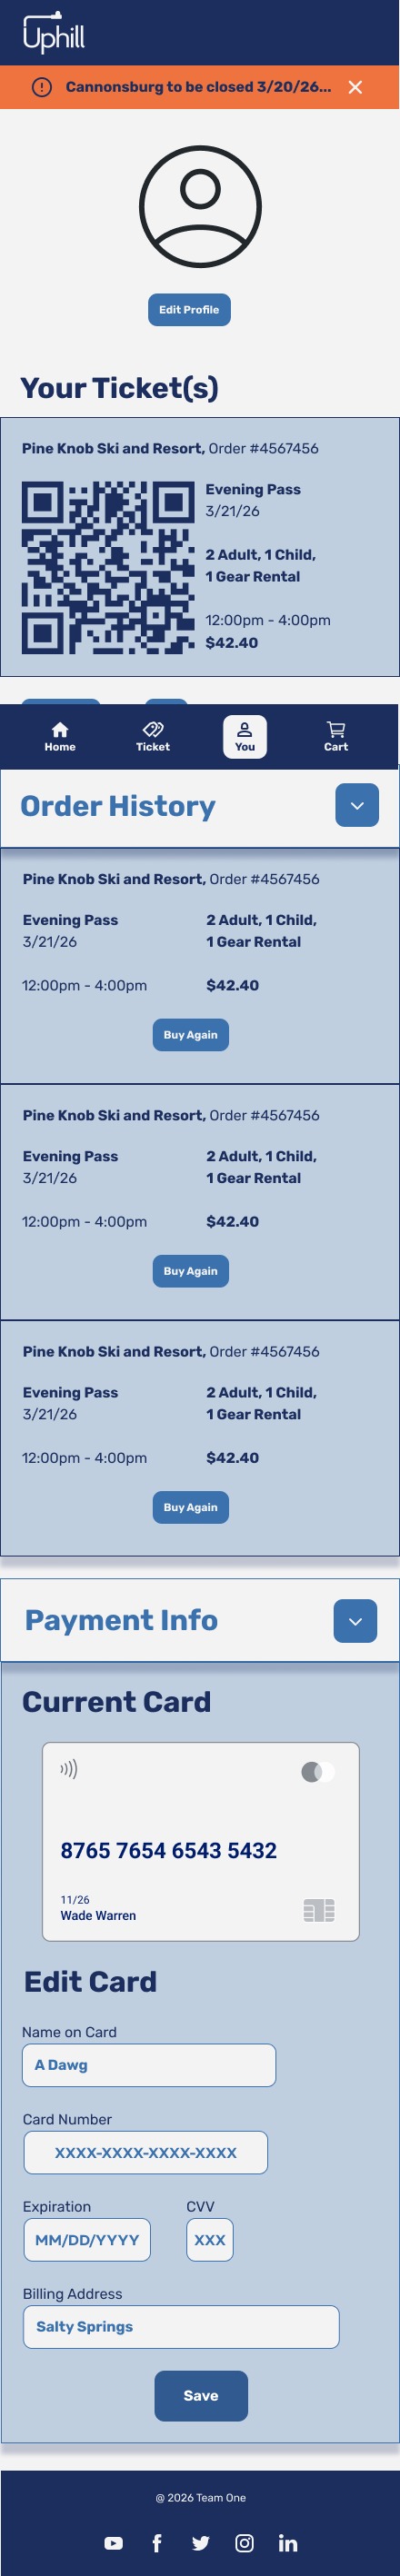 Uphill
Cannonsburg to be closed 3/20/26...
Edit Profile
Your Ticket(s)
Pine Knob Ski and Resort, Order #4567456
Evening Pass
3/21/26
2 Adult, 1 Child,
1 Gear Rental
12:00pm - 4:00pm
$42.40
Home
Ticket
You
Cart
Order History
Pine Knob Ski and Resort, Order #4567456
Evening Pass
3/21/26
2 Adult, 1 Child,
1 Gear Rental
12:00pm - 4:00pm
$42.40
Buy Again
Pine Knob Ski and Resort, Order #4567456
Evening Pass
3/21/26
2 Adult, 1 Child,
1 Gear Rental
12:00pm - 4:00pm
$42.40
Buy Again
Pine Knob Ski and Resort, Order #4567456
Evening Pass
3/21/26
2 Adult, 1 Child,
1 Gear Rental
12:00pm - 4:00pm
$42.40
Buy Again
Payment Info
Current Card
8765 7654 6543 5432
11/26
Wade Warren
Edit Card
Name on Card
A Dawg
Card Number
XXXX-XXXX-XXXX-XXXX
Expiration
CVV
MM/DD/YYYY
XXX
Billing Address
Salty Springs
Save
@ 2026 Team One